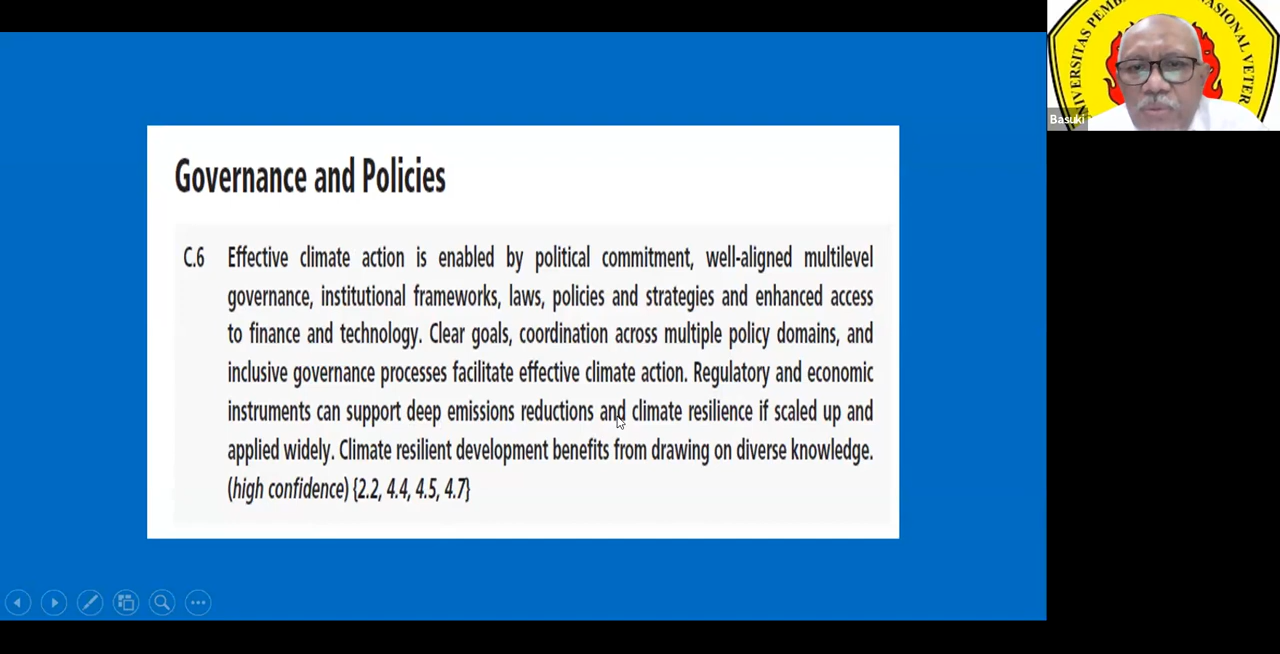 Governance and Policies
C.6 Effective climate action is enabled by political commitment, well-aligned multilevel
governance, institutional frameworks, laws, policies and strategies and enhanced access
to finance and technology. Clear goals, coordination across multiple policy domains, and
inclusive governance processes facilitate effective climate action. Regulatory and economic
instruments can support deep emissions reductions and climate resilience if scaled up and
applied widely. Climate resilient development benefits from drawing on diverse knowledge.
(high confidence) {2.2, 4.4, 4.5, 4.7}
UNIVERSITAS PEMB NASIONAL VETER
Basuki